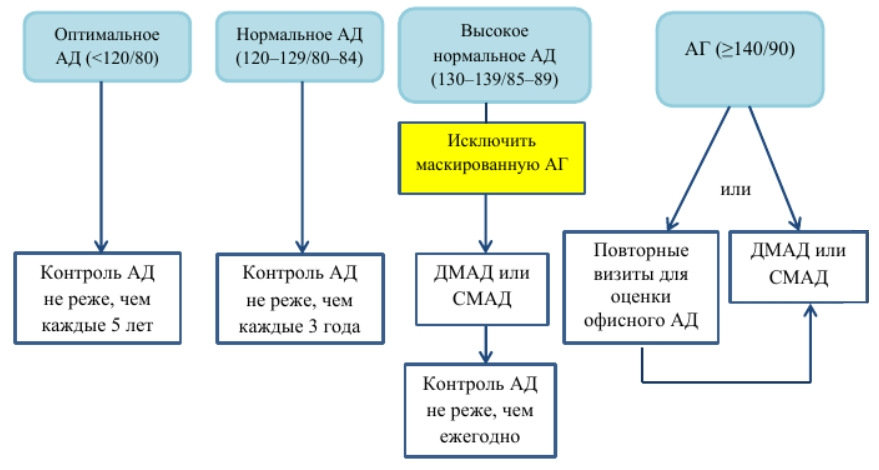 Оптимальное
АД (<120/80)
Нормальное АД
(120–129/80–84)
Высокое
нормальное АД
(130–139/85–89)
АГ (≥140/90)
Исключить
маскированную АГ
или
Контроль АД
не реже, чем
каждые 5 лет
Контроль АД
не реже, чем
каждые 3 года
ДМАД или
СМАД
Повторные
визиты для
оценки
офисного АД
ДМАД или
СМАД
Контроль АД
не реже, чем
ежегодно